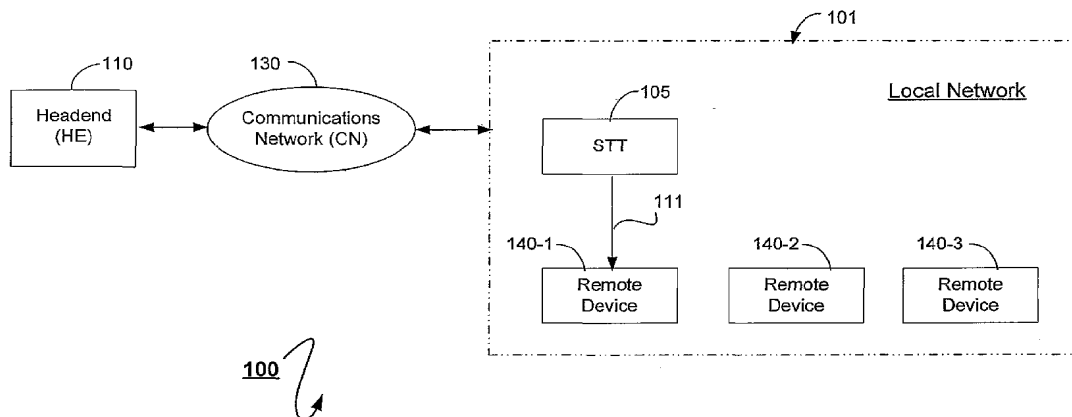 101
110
130
Headend
(HE)
Communications
Network (CN)
Local Network
105
STT
111
140-1
140-2
140-3
Remote
Device
Remote
Device
Remote
Device
100